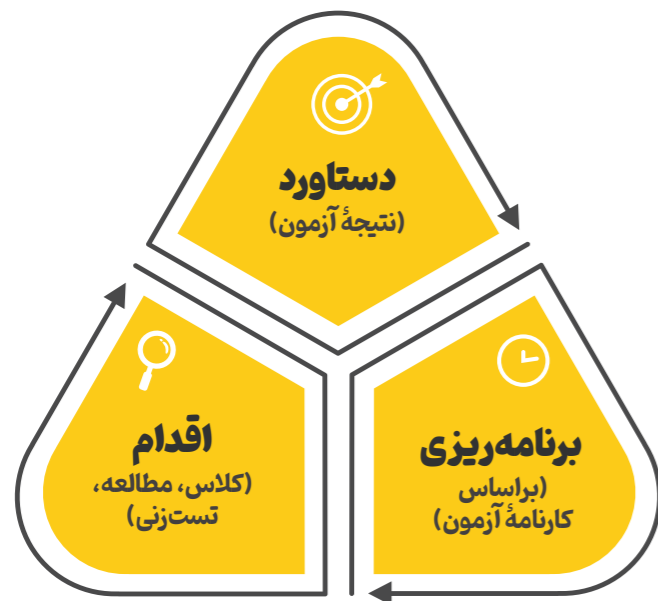 دستاورد
(نتیجهٔ آزمون)
برنامه‌ریزی
(براساس
کارنامهٔ آزمون)
اقدام
(کلاس، مطالعه،
تست‌زنی)